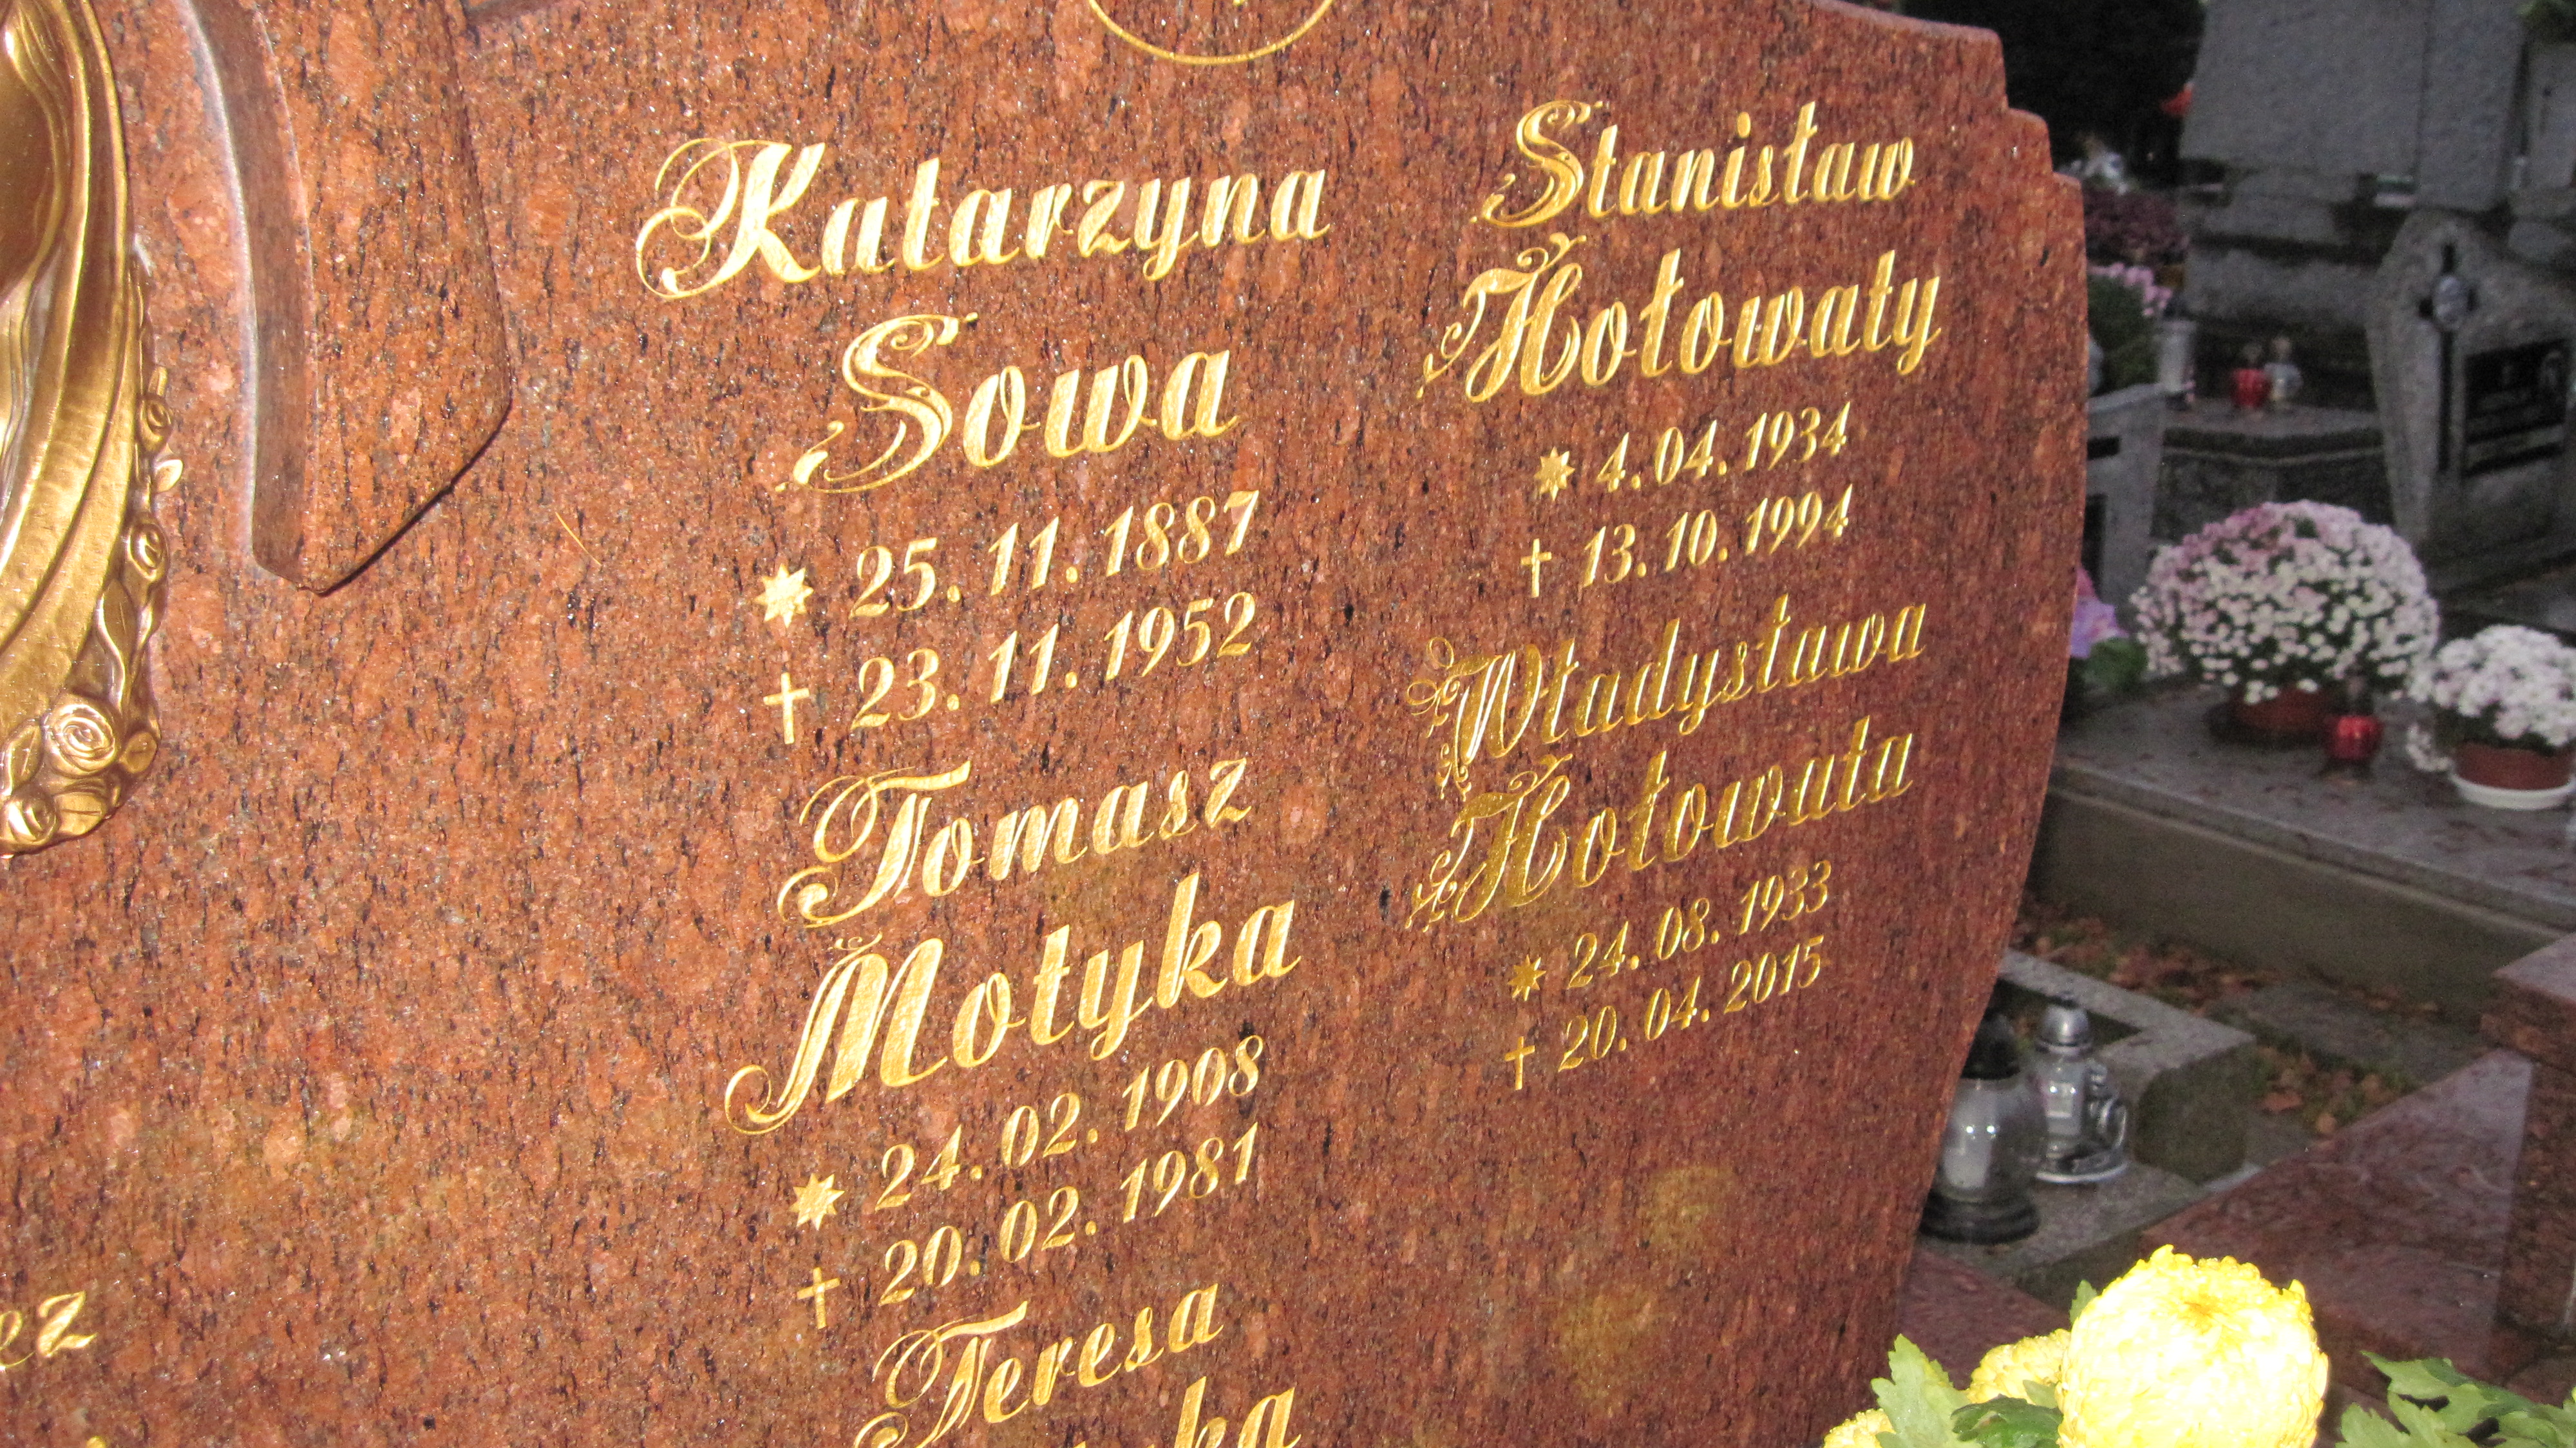 Katarzyna
Sowa
* 25.11.1887
† 23.11.1952
Tomasz
Motyka
* 24.02.1908
† 20.02.1981
Teresa
Stanisław
Hołowaty
* 4.04.1934
† 13.10.1994
Władysława
Hołowata
* 24.08.1933
† 20.04.2015